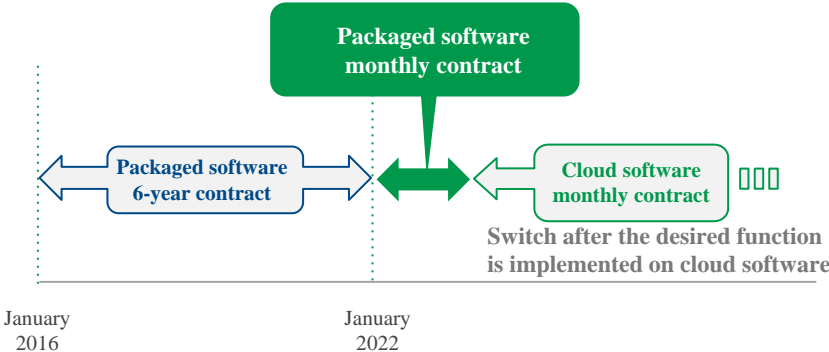 Packaged software
monthly contract
Packaged software
6-year contract
Cloud software
monthly contract
Switch after the desired function
is implemented on cloud software
January
2016
January
2022